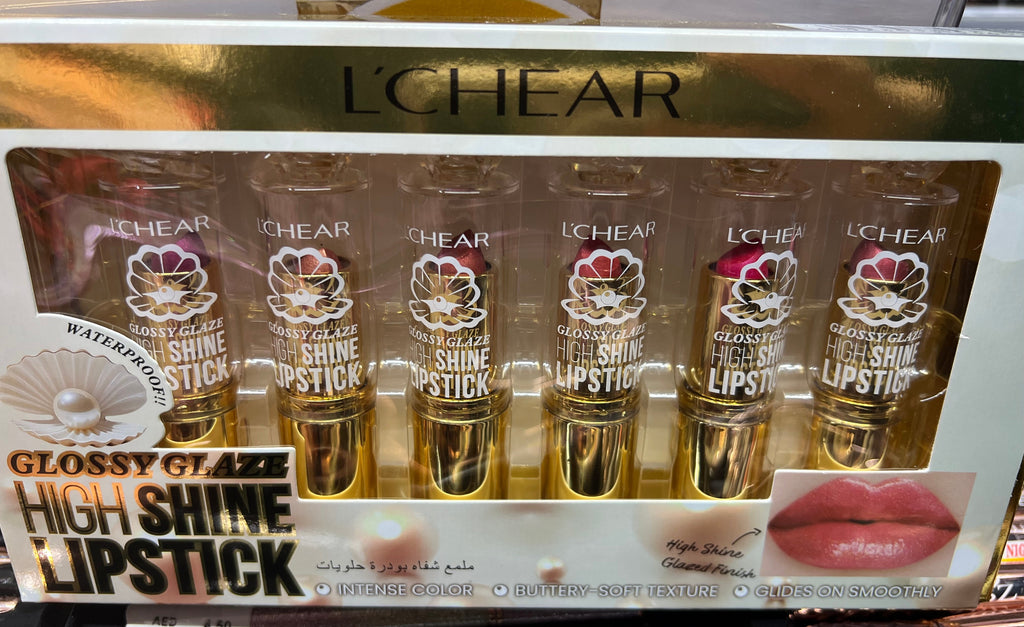 L'CHEAR
L'CHEAR
GLOSSY GLAZE
HIGH SHINE
LIPSTICK
L'CHEAR
GLOSSY GLAZE
HIGH SHINE
LIPSTICK
L'CHEAR
GLOSSY GLAZE
HIGH SHINE
LIPSTICK
L'CHEAR
GLOSSY GLAZE
HIGH SHINE
LIPSTICK
L'CHEAR
GLOSSY GLAZE
HIGH SHINE
LIPSTICK
L'CHEAR
GLOSSY GLAZE
HIGH SHINE
LIPSTICK
WATERPROOF!!
GLOSSY GLAZE
HIGH SHINE
LIPSTICK
ملمع شفاه بودرة حلويات
INTENSE COLOR
BUTTERY-SOFT TEXTURE
GLIDES ON SMOOTHLY
High Shine
Glazed Finish
AED